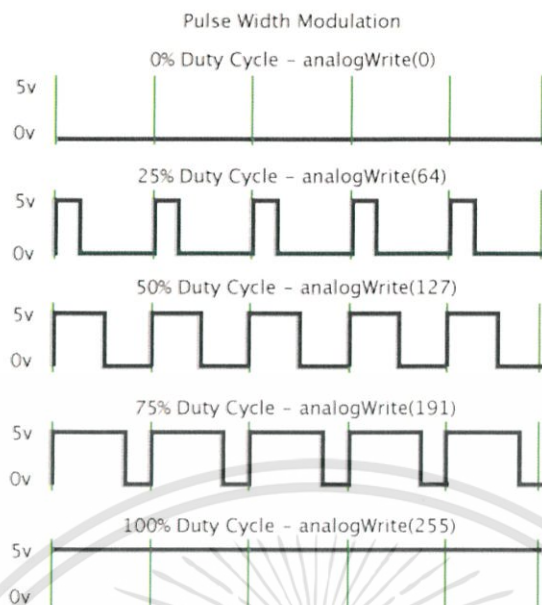 Pulse Width Modulation
0% Duty Cycle - analogWrite(0)
5v
0v
25% Duty Cycle - analogWrite(64)
5v
0v
50% Duty Cycle - analogWrite(127)
5v
0v
75% Duty Cycle - analogWrite(191)
5v
0v
100% Duty Cycle - analogWrite(255)
5v
0v